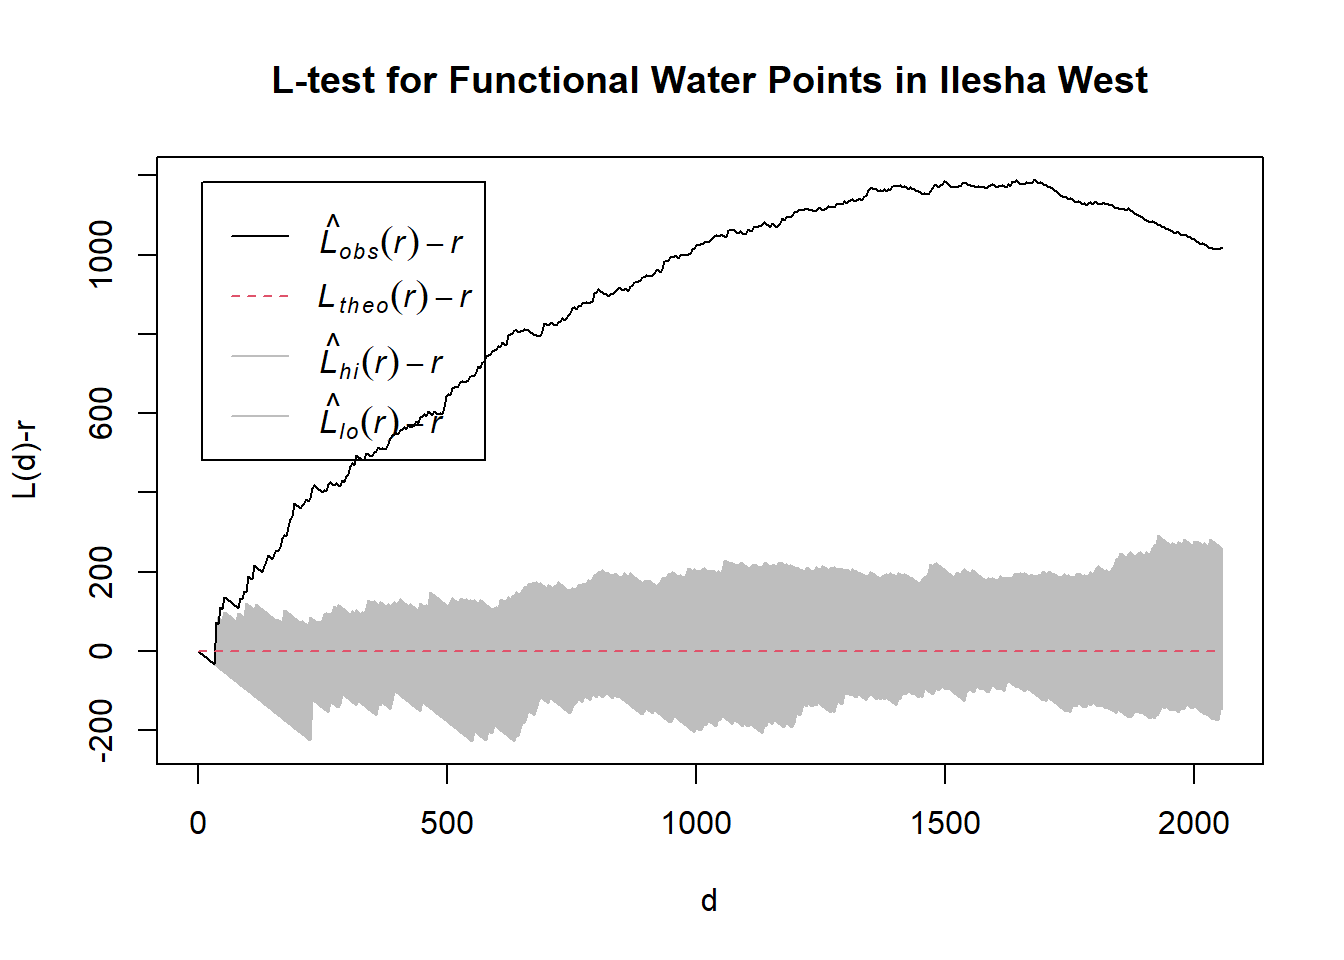 L-test for Functional Water Points in Ilesha West
L̂obs(r) − r
Ltheo(r) − r
L̂hi(r) − r
L̂lo(r) − r
L(d)-r
1000
600
200
0
-200
0 500 1000 1500 2000
d